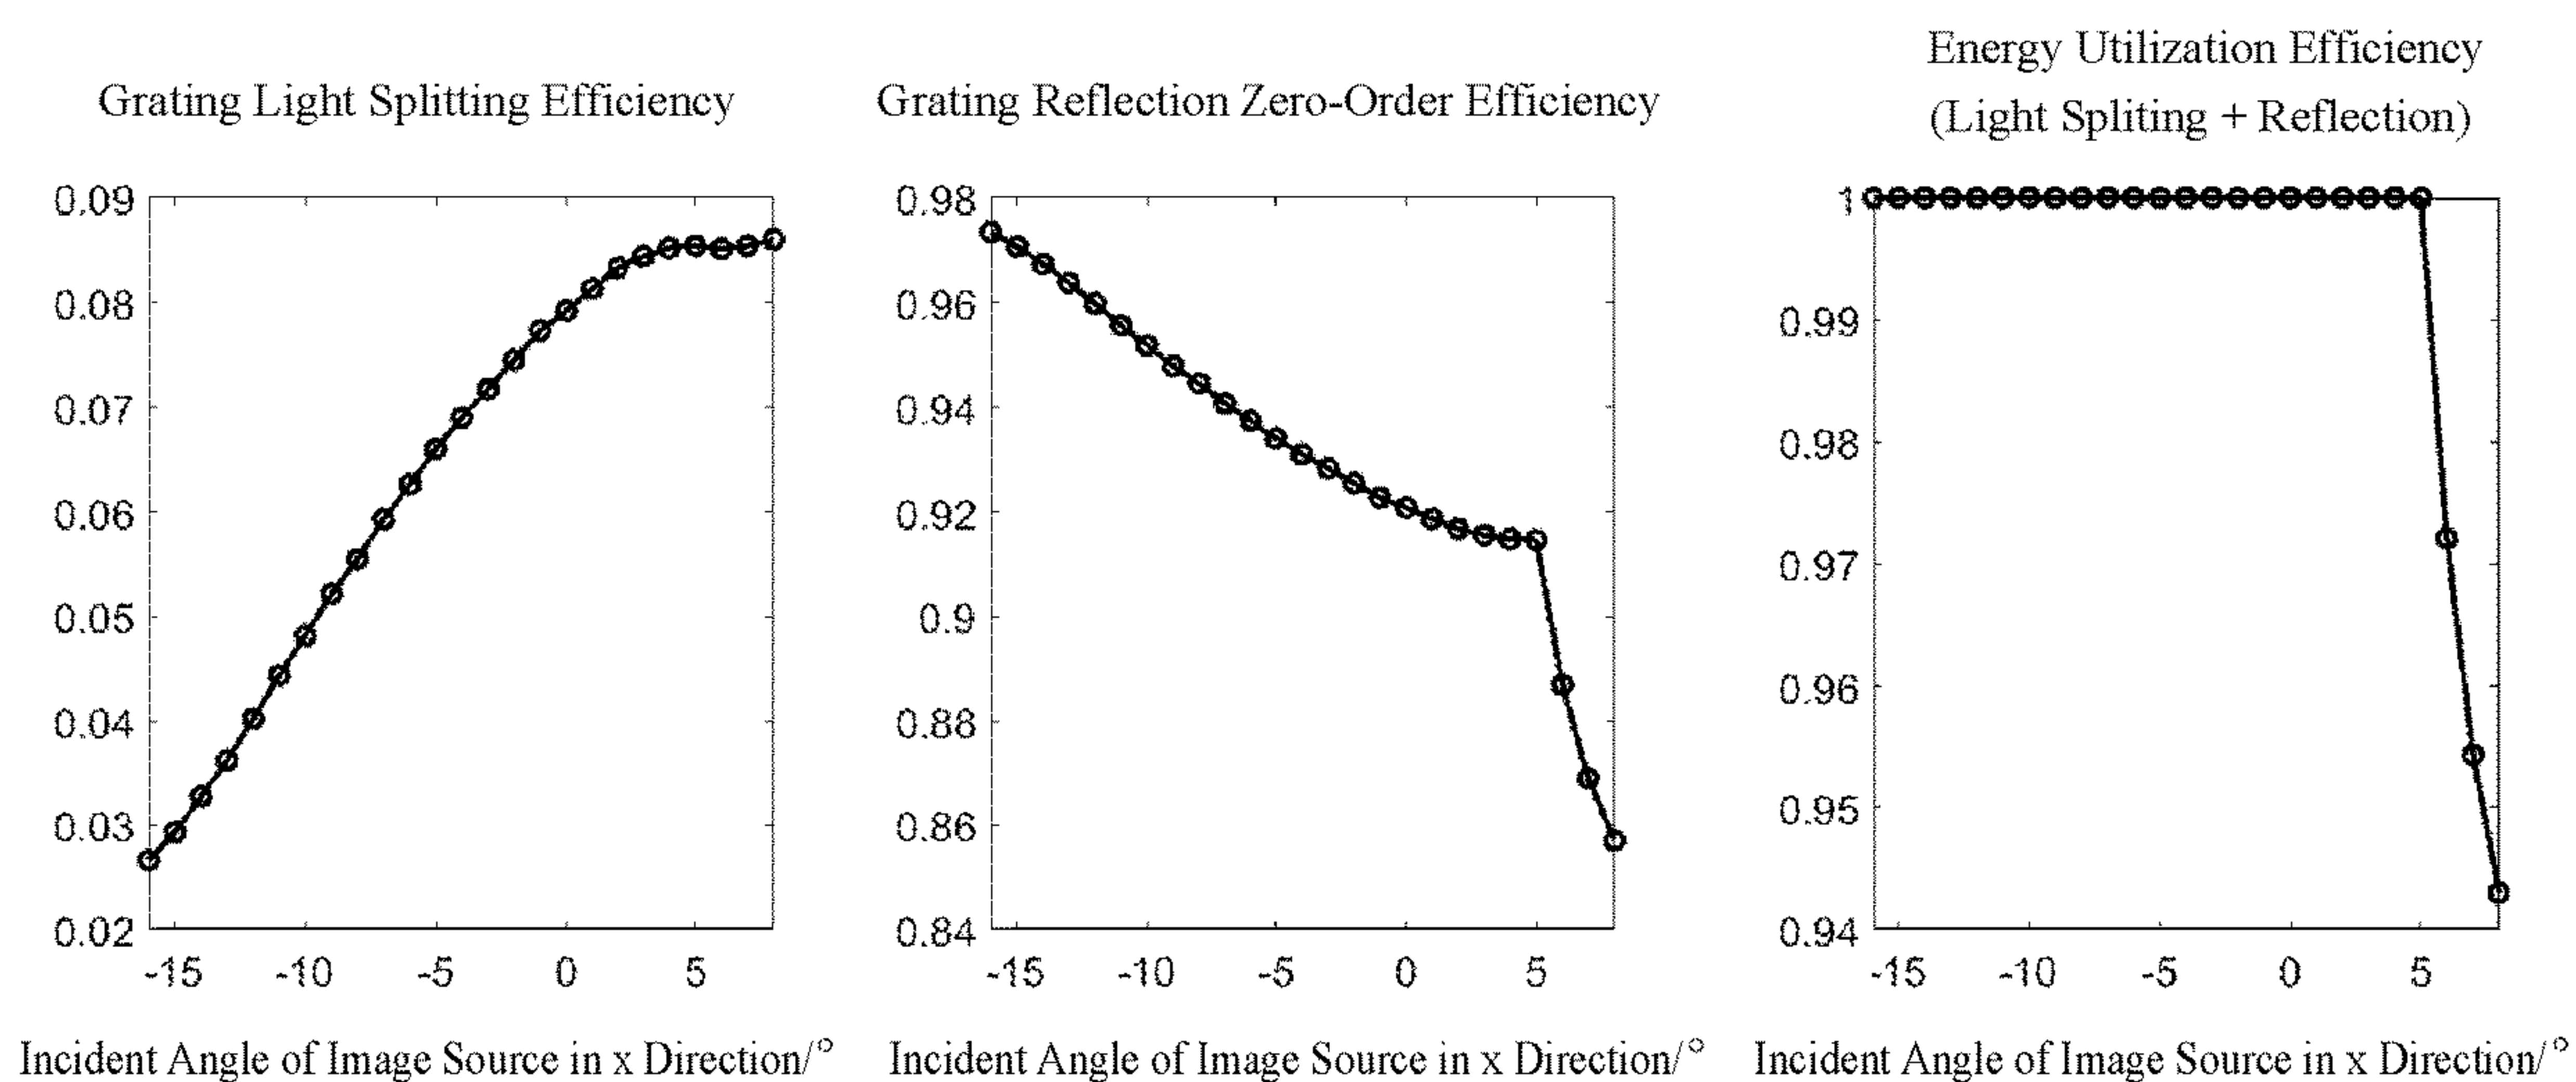 Grating Light Splitting Efficiency
0.09
0.08
0.07
0.06
0.05
0.04
0.03
0.02
-15 -10 -5 0 5
Incident Angle of Image Source in x Direction/°
Grating Reflection Zero-Order Efficiency
0.98
0.96
0.94
0.92
0.9
0.88
0.86
0.84
-15 -10 -5 0 5
Incident Angle of Image Source in x Direction/°
Energy Utilization Efficiency
(Light Spliting + Reflection)
1
0.99
0.98
0.97
0.96
0.95
0.94
-15 -10 -5 0 5
Incident Angle of Image Source in x Direction/°